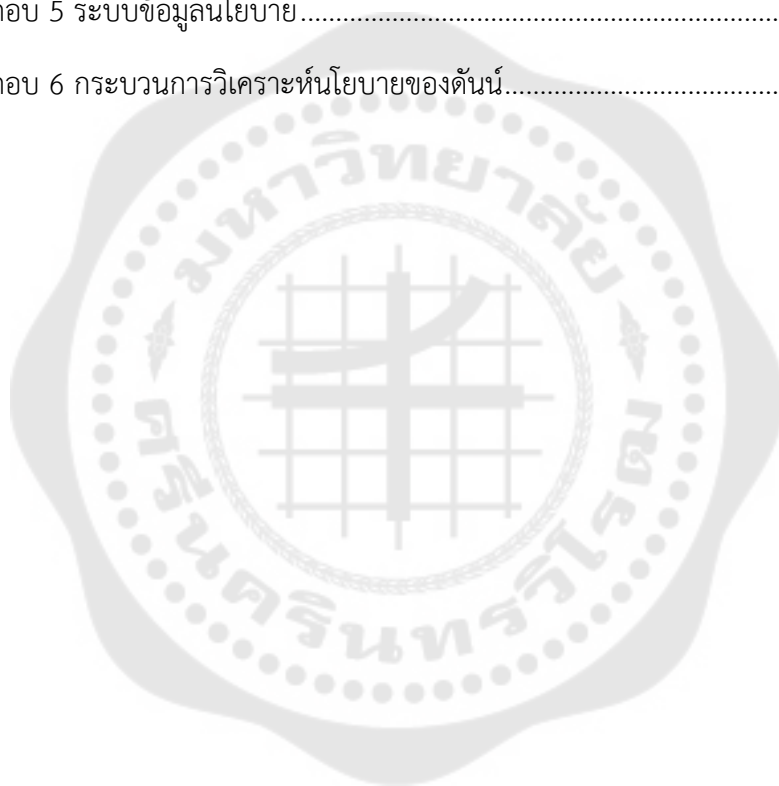 กอบ 5 ระบบข้อมูลนโยบาย................................................................................
กอบ 6 กระบวนการวิเคราะห์นโยบายของดันน์..............................................
มหาวิทยาลัย
ศรีนครินทรวิโรฒ